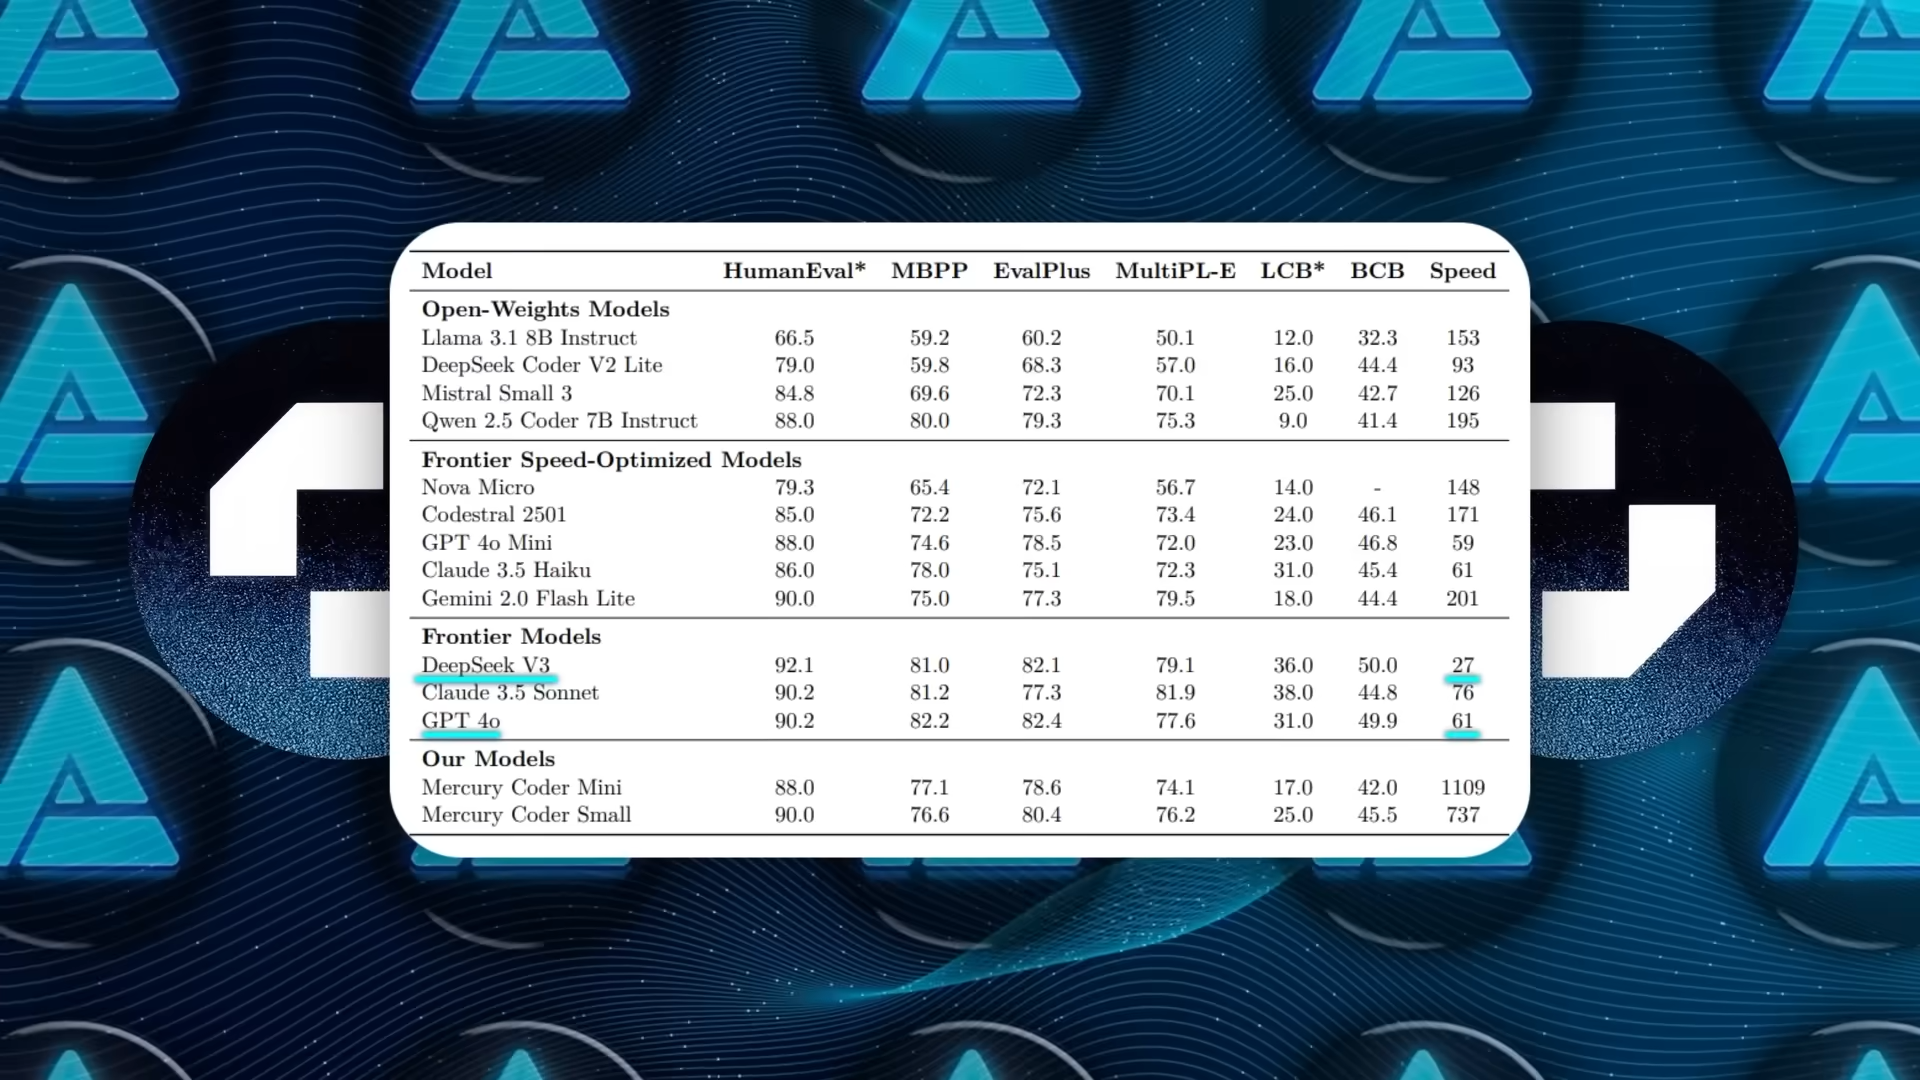 Model HumanEval* MBPP EvalPlus MultiPL-E LCB* BCB Speed
Open-Weights Models
Llama 3.1 8B Instruct 66.5 59.2 60.2 50.1 12.0 32.3 153
DeepSeek Coder V2 Lite 79.0 59.8 68.3 57.0 16.0 44.4 93
Mistral Small 3 84.8 69.6 72.3 70.1 25.0 42.7 126
Qwen 2.5 Coder 7B Instruct 88.0 80.0 79.3 75.3 9.0 41.4 195
Frontier Speed-Optimized Models
Nova Micro 79.3 65.4 72.1 56.7 14.0 - 148
Codestral 2501 85.0 72.2 75.6 73.4 24.0 46.1 171
GPT 4o Mini 88.0 74.6 78.5 72.0 23.0 46.8 59
Claude 3.5 Haiku 86.0 78.0 75.1 72.3 31.0 45.4 61
Gemini 2.0 Flash Lite 90.0 75.0 77.3 79.5 18.0 44.4 201
Frontier Models
DeepSeek V3 92.1 81.0 82.1 79.1 36.0 50.0 27
Claude 3.5 Sonnet 90.2 81.2 77.3 81.9 38.0 44.8 76
GPT 4o 90.2 82.2 82.4 77.6 31.0 49.9 61
Our Models
Mercury Coder Mini 88.0 77.1 78.6 74.1 17.0 42.0 1109
Mercury Coder Small 90.0 76.6 80.4 76.2 25.0 45.5 737